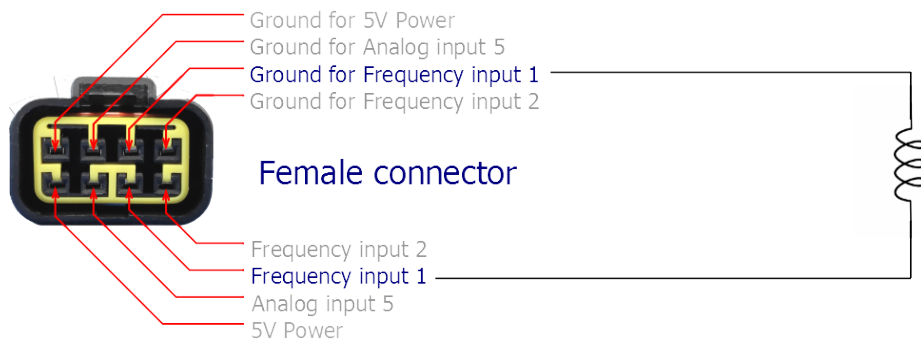 Ground for 5V Power
Ground for Analog input 5
Ground for Frequency input 1
Ground for Frequency input 2
Female connector
Frequency input 2
Frequency input 1
Analog input 5
5V Power